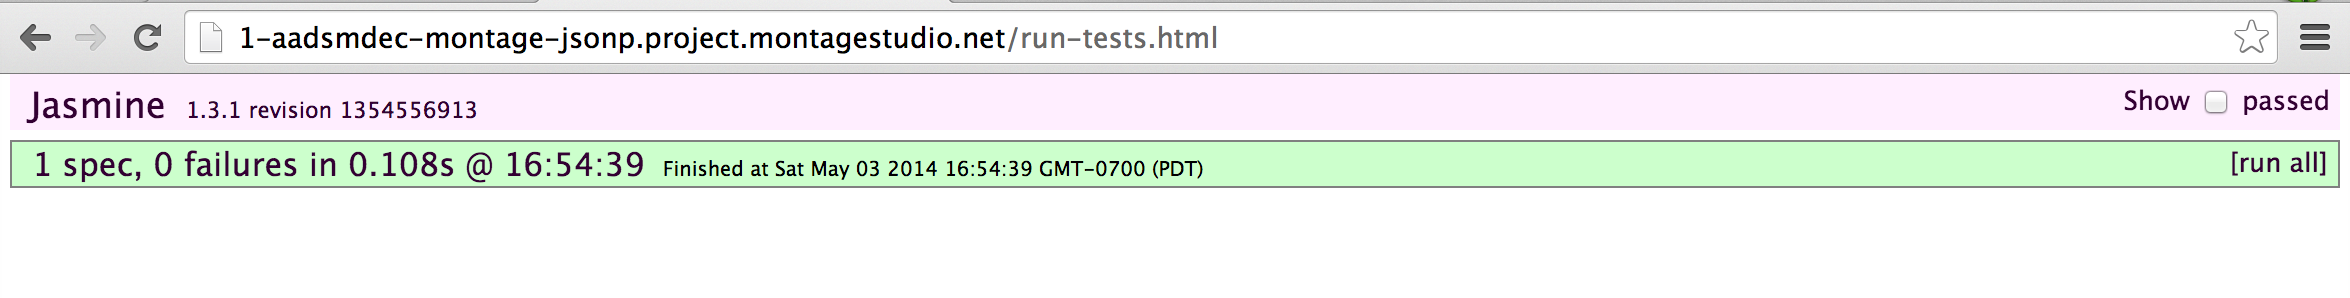 1-aadsmdec-montage-jsonp.project.montagestudio.net/run-tests.html
Jasmine 1.3.1 revision 1354556913 Show passed
1 spec, 0 failures in 0.108s @ 16:54:39 Finished at Sat May 03 2014 16:54:39 GMT-0700 (PDT) [run all]